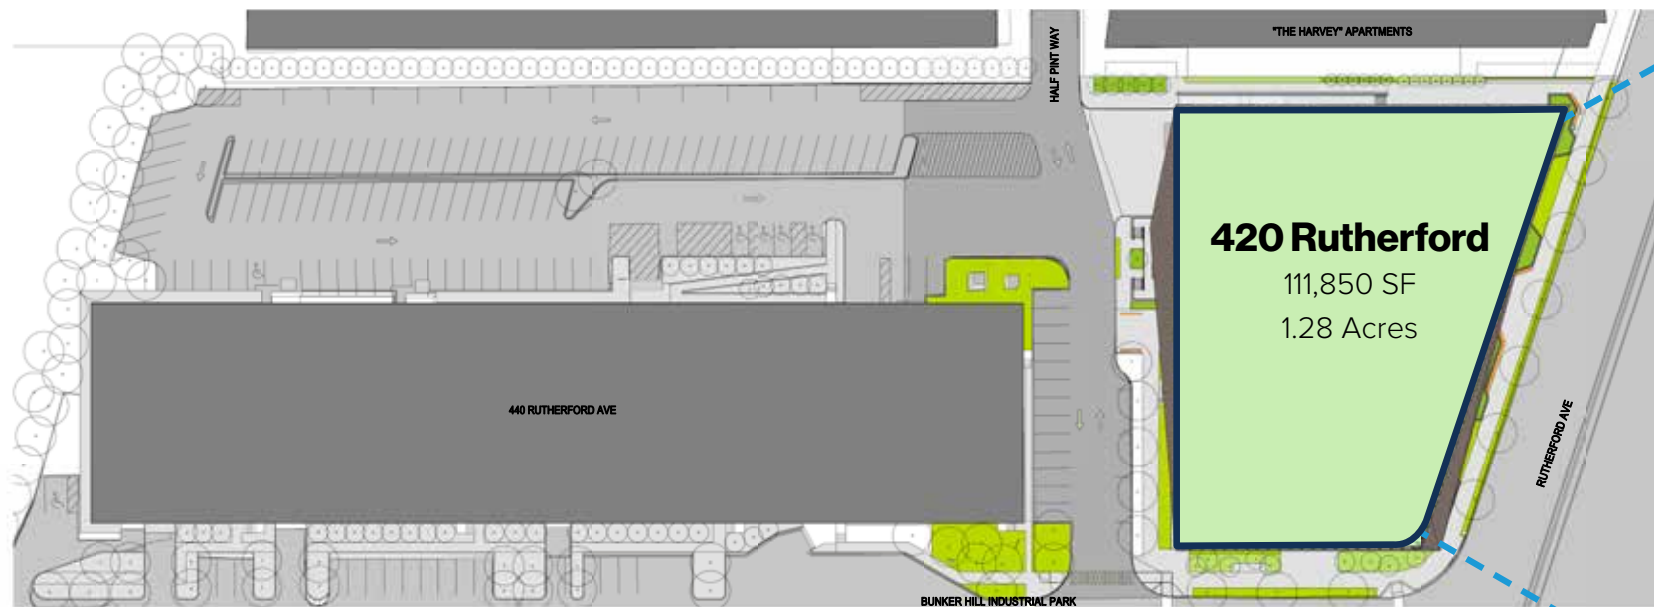 HALF PINT WAY
"THE HARVEY" APARTMENTS
420 Rutherford
111,850 SF
1.28 Acres
440 RUTHERFORD AVE
RUTHERFORD AVE
BUNKER HILL INDUSTRIAL PARK